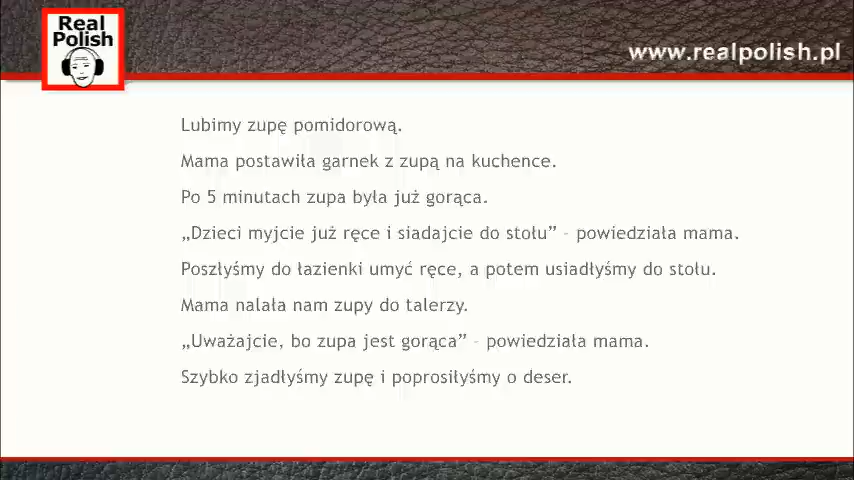 Real
Polish
www.realpolish.pl
Lubimy zupę pomidorową.
Mama postawiła garnek z zupą na kuchence.
Po 5 minutach zupa była już gorąca.
„Dzieci myjcie już ręce i siadajcie do stołu” – powiedziała mama.
Poszłyśmy do łazienki umyć ręce, a potem usiadłyśmy do stołu.
Mama nalała nam zupy do talerzy.
„Uważajcie, bo zupa jest gorąca” – powiedziała mama.
Szybko zjadłyśmy zupę i poprosiłyśmy o deser.